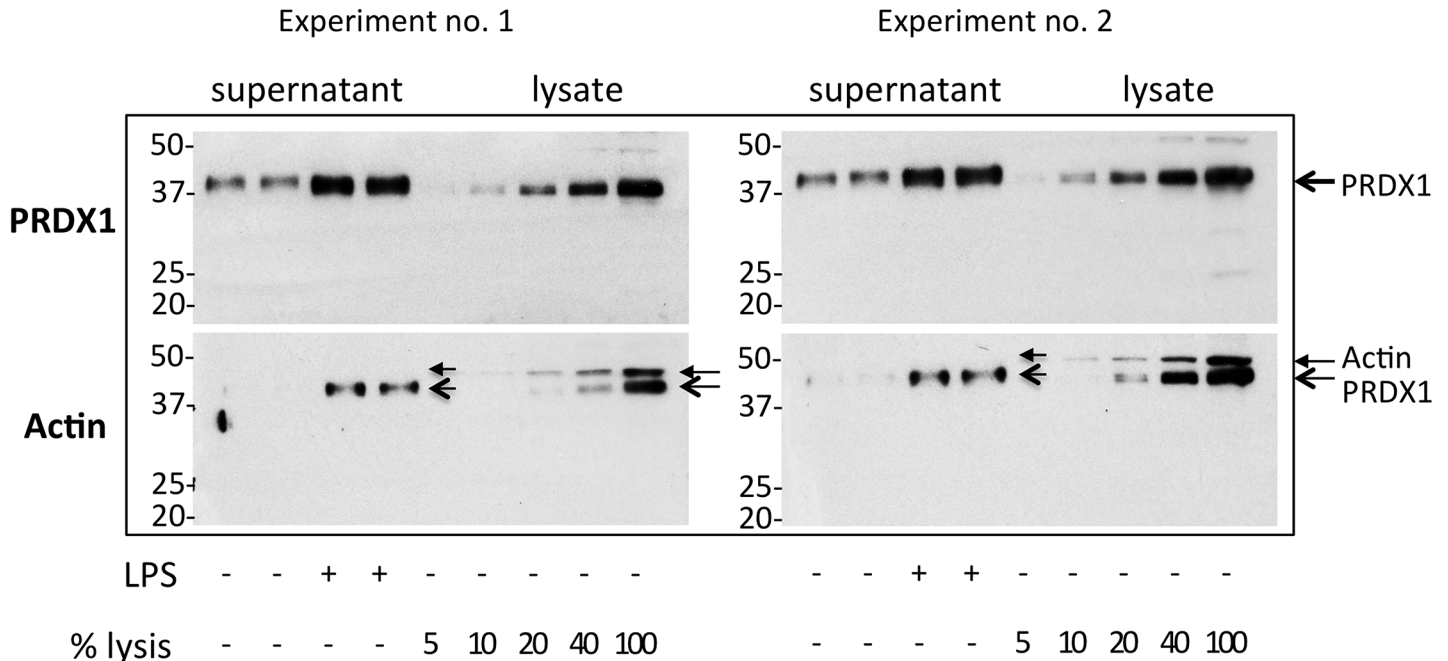 Experiment no. 1 Experiment no. 2
supernatant lysate supernatant lysate
50- 50-
37- 37- PRDX1
PRDX1
25- 25-
20- 20-
50- 50- Actin
37- 37- PRDX1
Actin
25- 25-
20- 20-
LPS - - + + - - - - - - - + + - - - - -
% lysis - - - - 5 10 20 40 100 - - - - 5 10 20 40 100